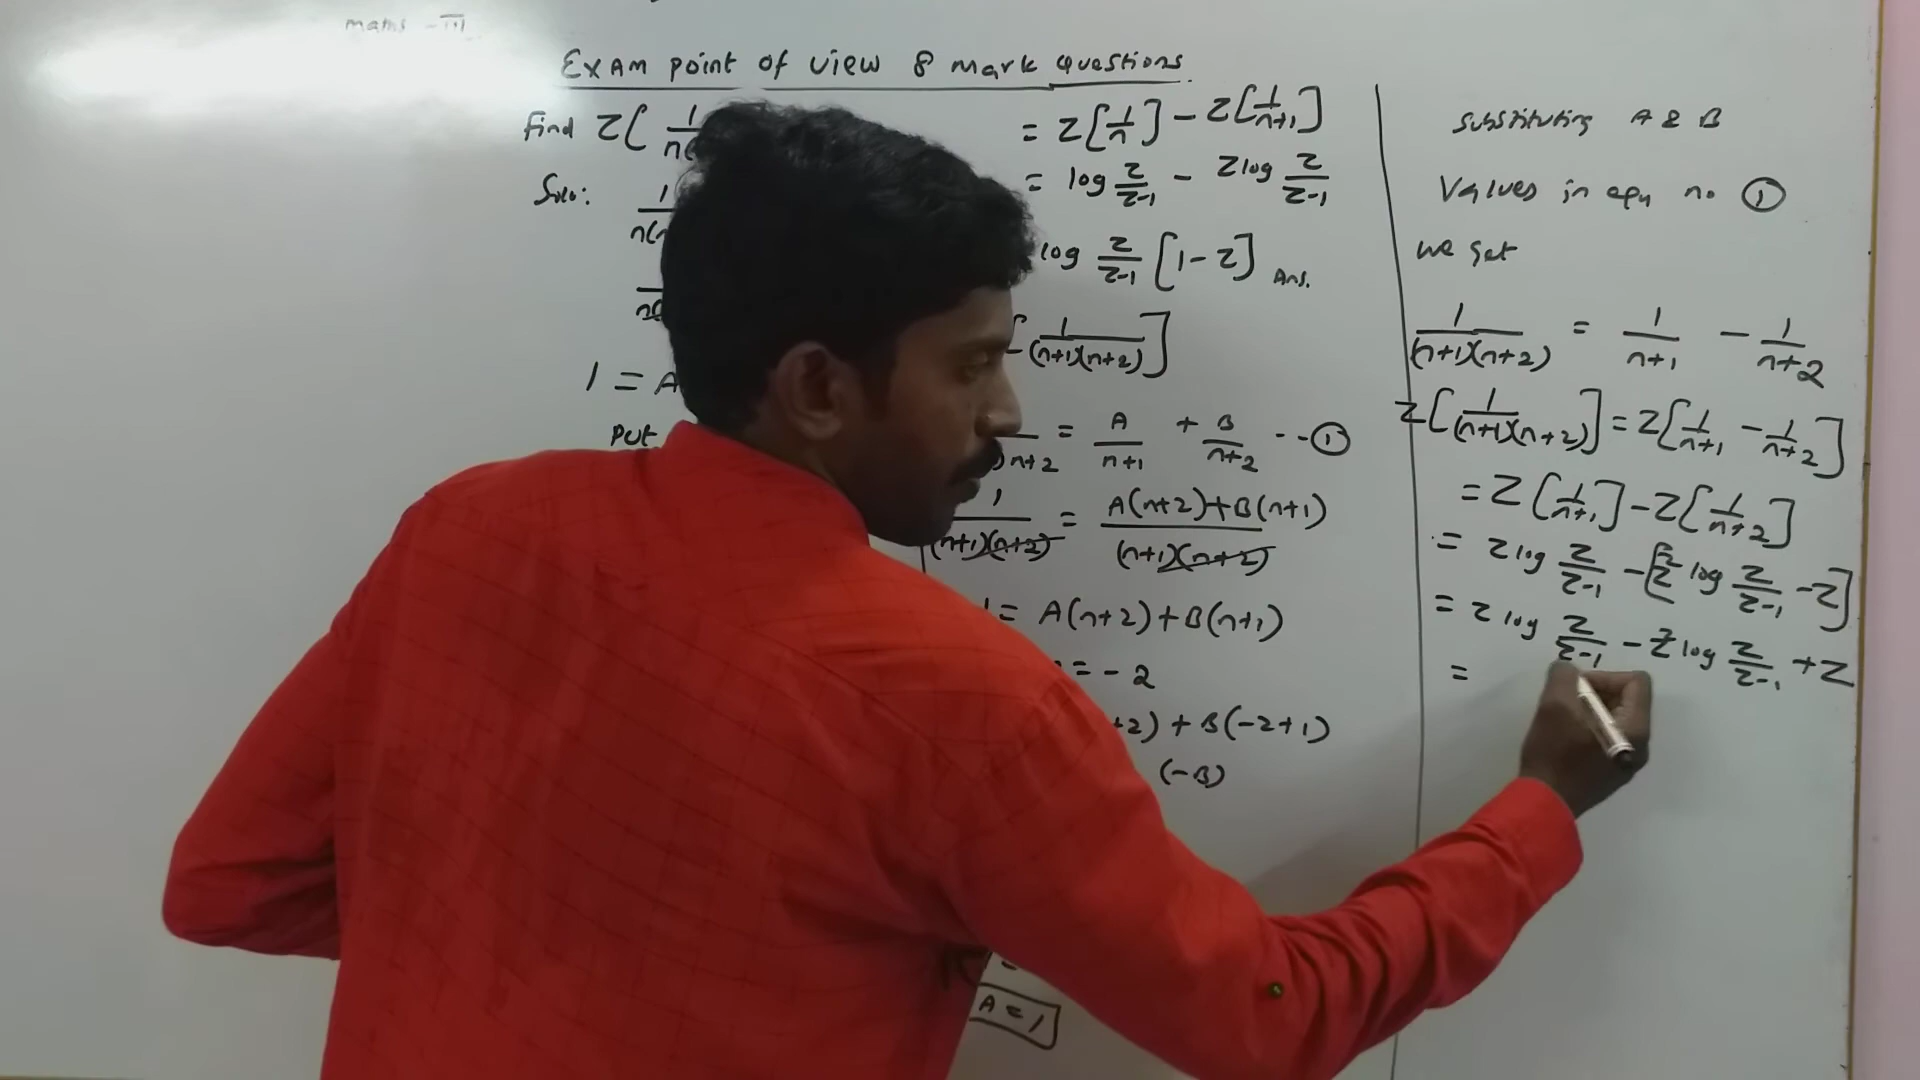 maths - III
Exam point of view 8 mark questions
Find Z[ 1/n(
Soln: 1/n(n
1 = A
Put
= Z[1/n] - Z[1/n+1]
= log z/z-1 - z log z/z-1
log z/z-1 [1-z] Ans.
[1/(n+1)(n+2)]
)n+2 = A/n+1 + B/n+2 --①
1/(n+1)(n+2) = A(n+2)+B(n+1)/(n+1)(n+2)
1 = A(n+2)+B(n+1)
= -2
+2) + B(-2+1)
(-B)
A = 1
Substituting A & B
Values in equ no ①
we get
1/(n+1)(n+2) = 1/n+1 - 1/n+2
Z[1/(n+1)(n+2)] = Z[1/n+1 - 1/n+2]
= Z[1/n+1] - Z[1/n+2]
= z log z/z-1 - [z² log z/z-1 - z]
= z log z/z-1 - z log z/z-1 + z
=